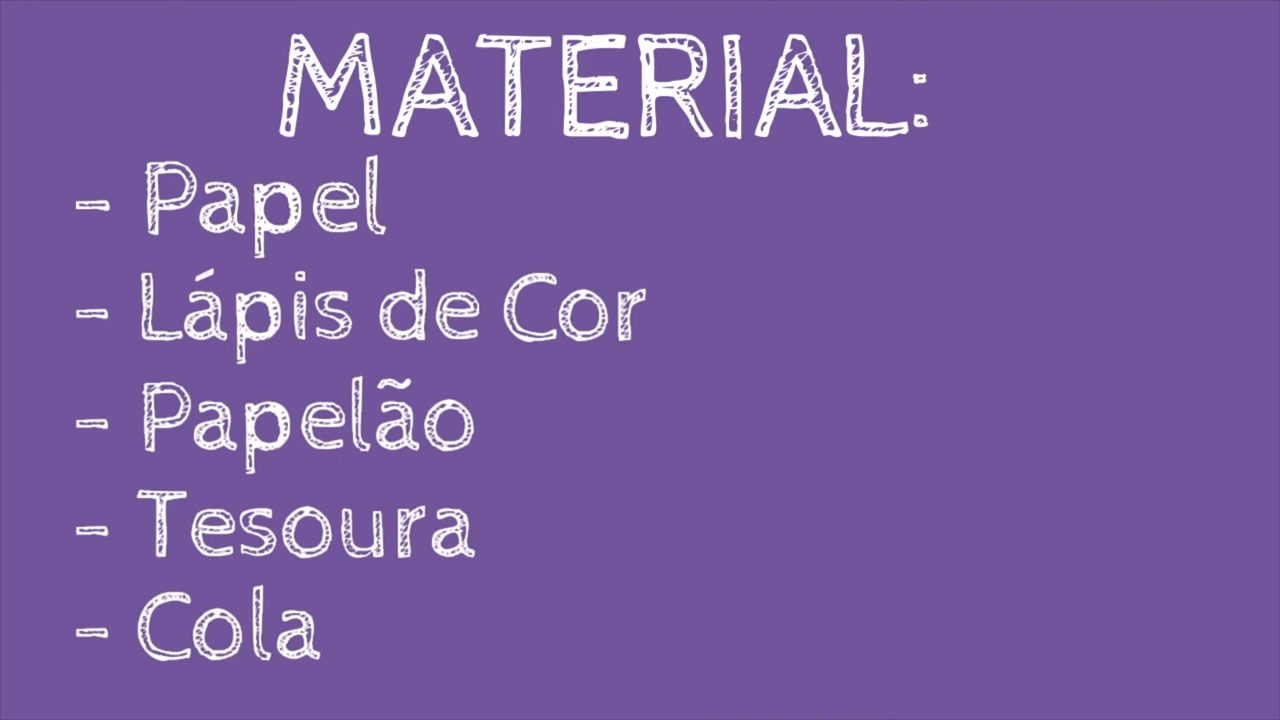 MATERIAL:
- Papel
- Lápis de Cor
- Papelão
- Tesoura
- Cola